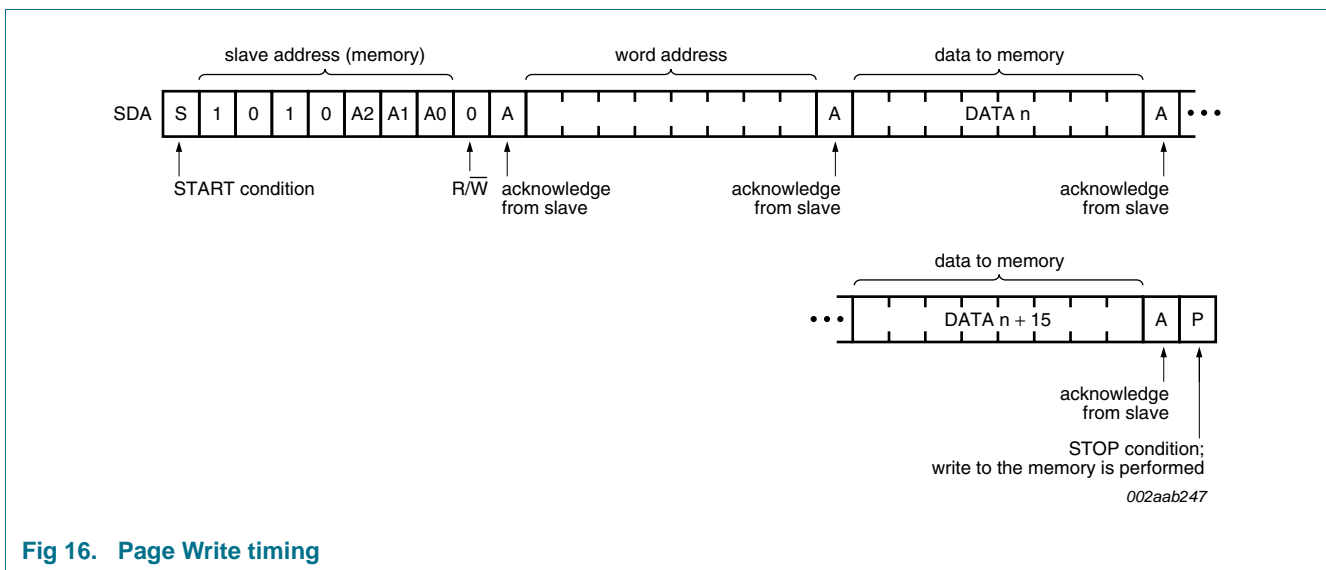 slave address (memory) word address data to memory
SDA S 1 0 1 0 A2 A1 A0 0 A A DATA n A •••
START condition R/W̅ acknowledge from slave acknowledge from slave acknowledge from slave
data to memory
••• DATA n + 15 A P
acknowledge
from slave
STOP condition;
write to the memory is performed
002aab247
Fig 16. Page Write timing